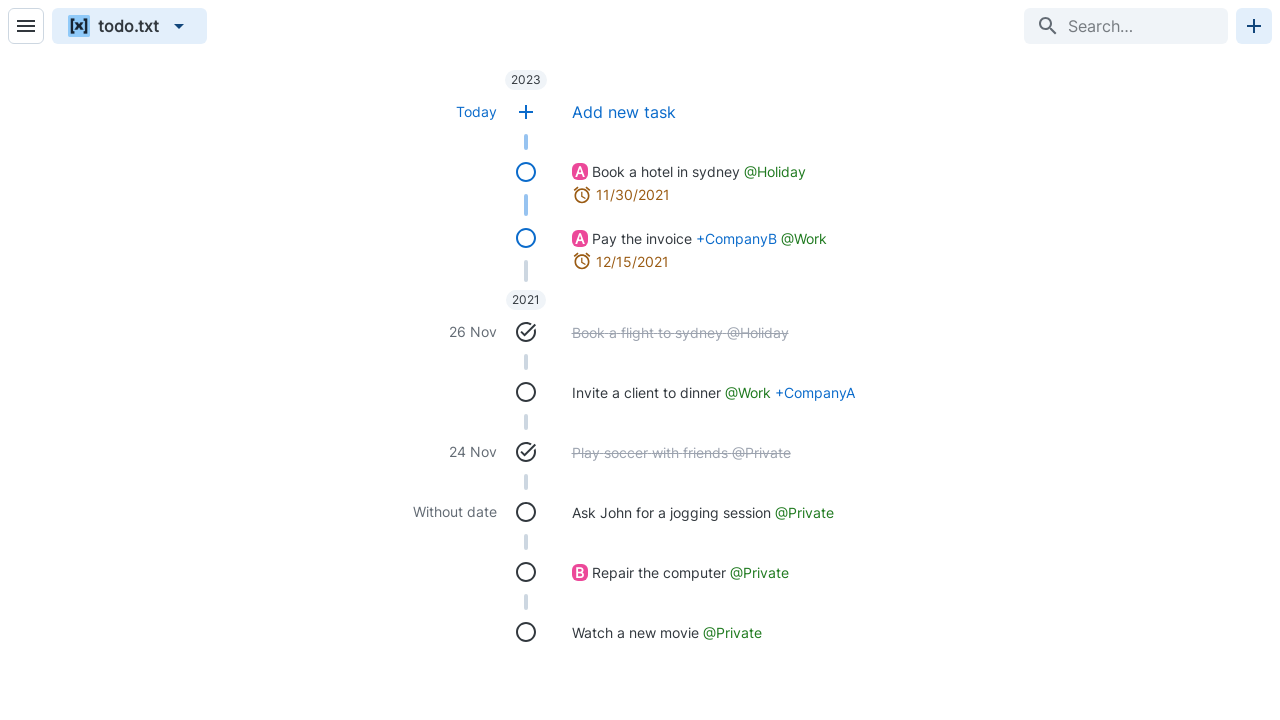 [x] todo.txt
Search...
2023
Today
Add new task
A Book a hotel in sydney @Holiday
11/30/2021
A Pay the invoice +CompanyB @Work
12/15/2021
2021
26 Nov
Book a flight to sydney @Holiday
Invite a client to dinner @Work +CompanyA
24 Nov
Play soccer with friends @Private
Without date
Ask John for a jogging session @Private
B Repair the computer @Private
Watch a new movie @Private